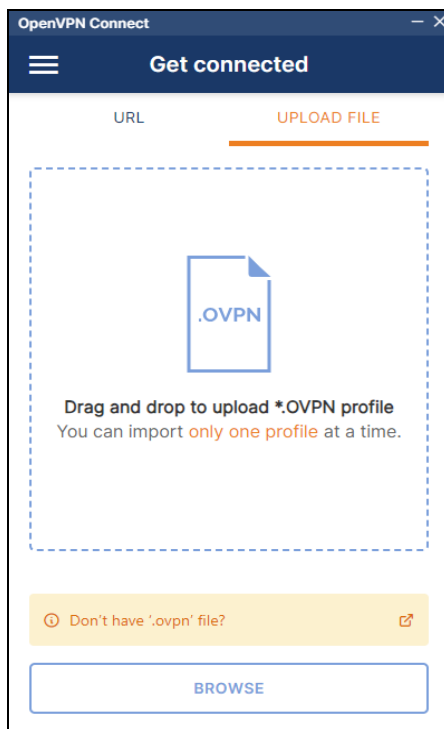 OpenVPN Connect
Get connected
URL
UPLOAD FILE
.OVPN
Drag and drop to upload *.OVPN profile
You can import only one profile at a time.
Don't have '.ovpn' file?
BROWSE